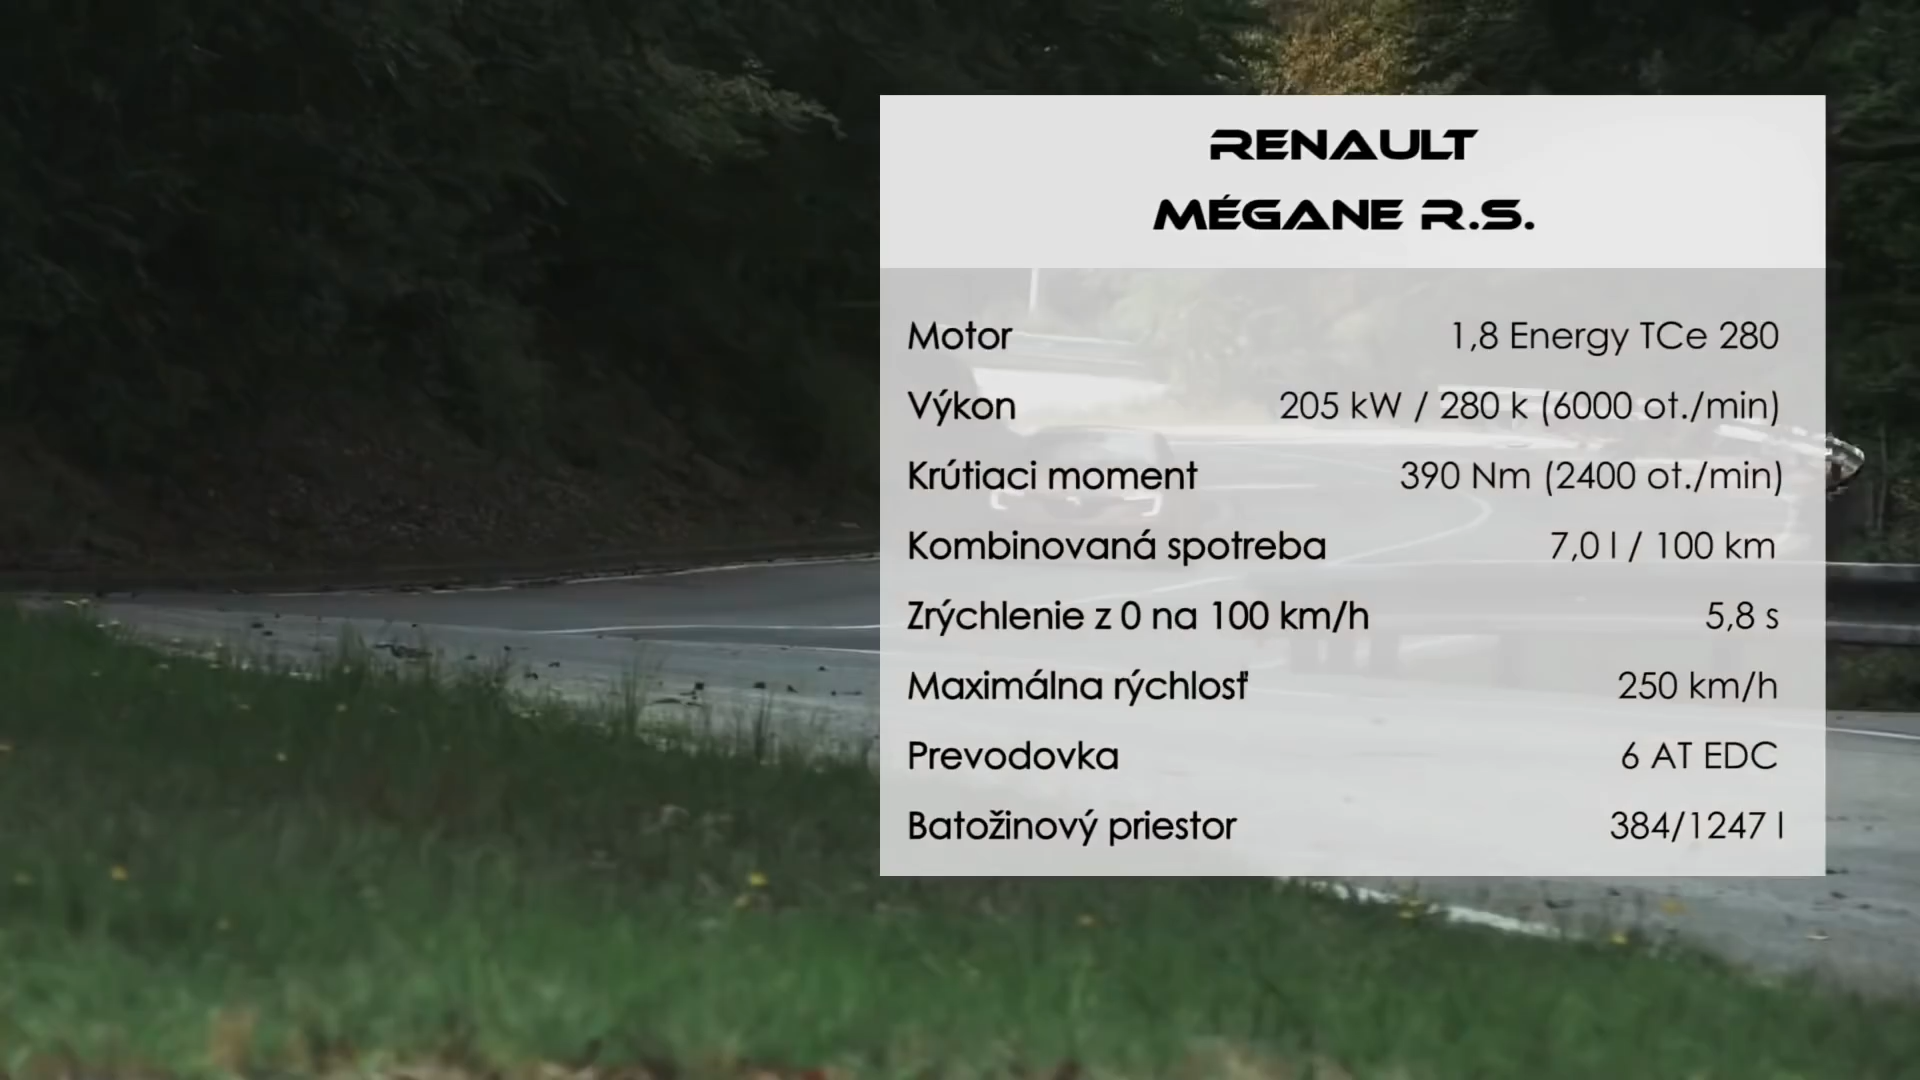 RENAULT
MÉGANE R.S.
Motor 1,8 Energy TCe 280
Výkon 205 kW / 280 k (6000 ot./min)
Krútiaci moment 390 Nm (2400 ot./min)
Kombinovaná spotreba 7,0 l / 100 km
Zrýchlenie z 0 na 100 km/h 5,8 s
Maximálna rýchlosť 250 km/h
Prevodovka 6 AT EDC
Batožinový priestor 384/1247 l